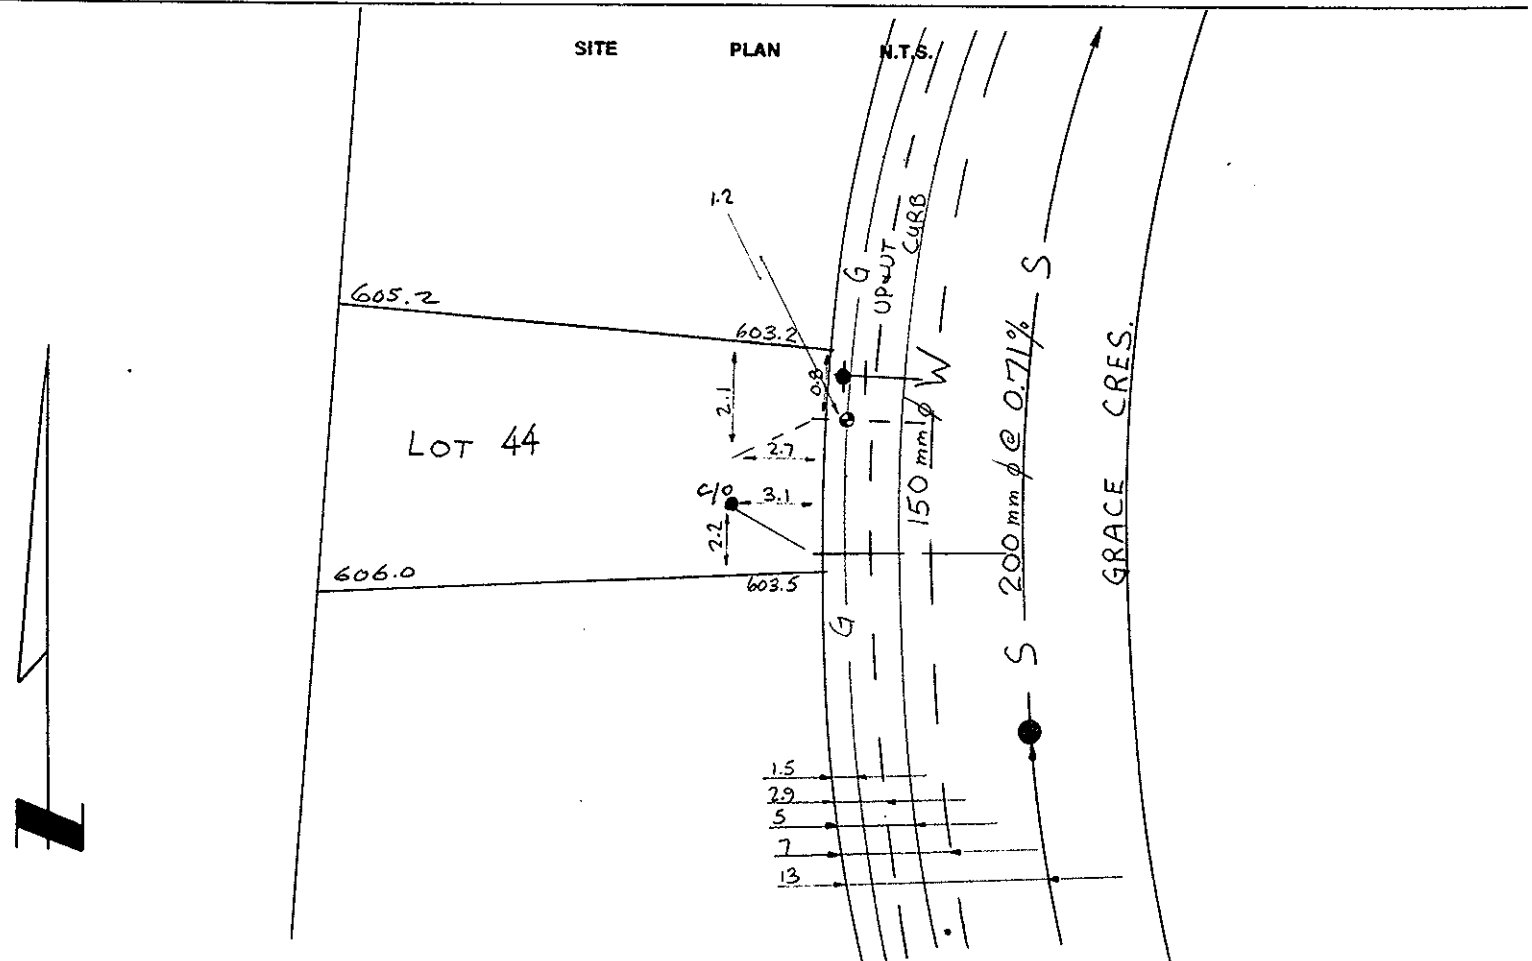 SITE PLAN N.T.S.
1.2
G
UP & UT
CURB
S
605.2
603.2
0.8
W
2.1
LOT 44
2.7
150 mm ø
200 mm ø @ 0.71%
GRACE CRES.
C/O
3.1
2.2
606.0
603.5
G
S
1.5
2.9
5
7
13